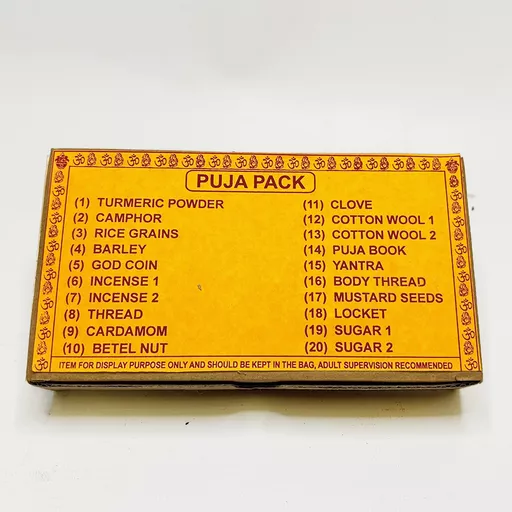 PUJA PACK
(1) TURMERIC POWDER
(2) CAMPHOR
(3) RICE GRAINS
(4) BARLEY
(5) GOD COIN
(6) INCENSE 1
(7) INCENSE 2
(8) THREAD
(9) CARDAMOM
(10) BETEL NUT
(11) CLOVE
(12) COTTON WOOL 1
(13) COTTON WOOL 2
(14) PUJA BOOK
(15) YANTRA
(16) BODY THREAD
(17) MUSTARD SEEDS
(18) LOCKET
(19) SUGAR 1
(20) SUGAR 2
ITEM FOR DISPLAY PURPOSE ONLY AND SHOULD BE KEPT IN THE BAG, ADULT SUPERVISION RECOMMENDED